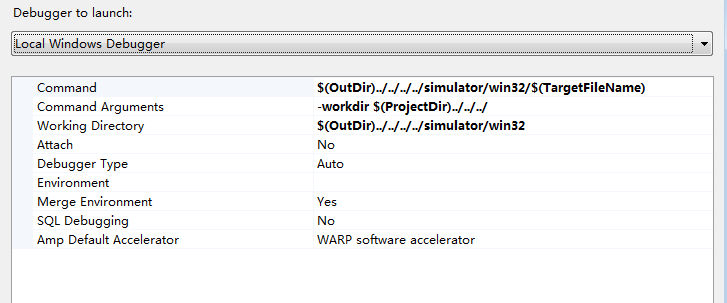 Debugger to launch:
Local Windows Debugger
Command $(OutDir)../../../../simulator/win32/$(TargetFileName)
Command Arguments -workdir $(ProjectDir)../../../
Working Directory $(OutDir)../../../../simulator/win32
Attach No
Debugger Type Auto
Environment
Merge Environment Yes
SQL Debugging No
Amp Default Accelerator WARP software accelerator